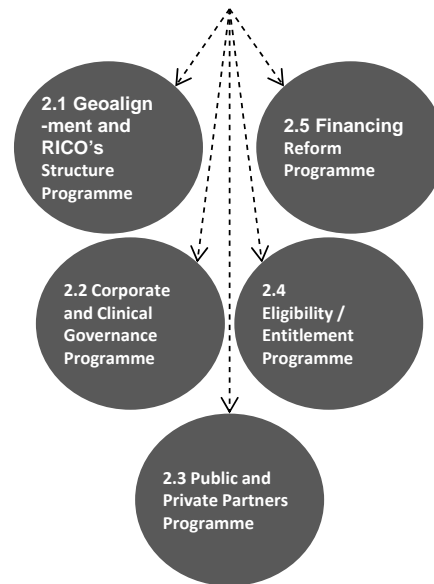 2.1 Geoalign
-ment and
RICO's
Structure
Programme
2.5 Financing
Reform
Programme
2.2 Corporate
and Clinical
Governance
Programme
2.4
Eligibility /
Entitlement
Programme
2.3 Public and
Private Partners
Programme